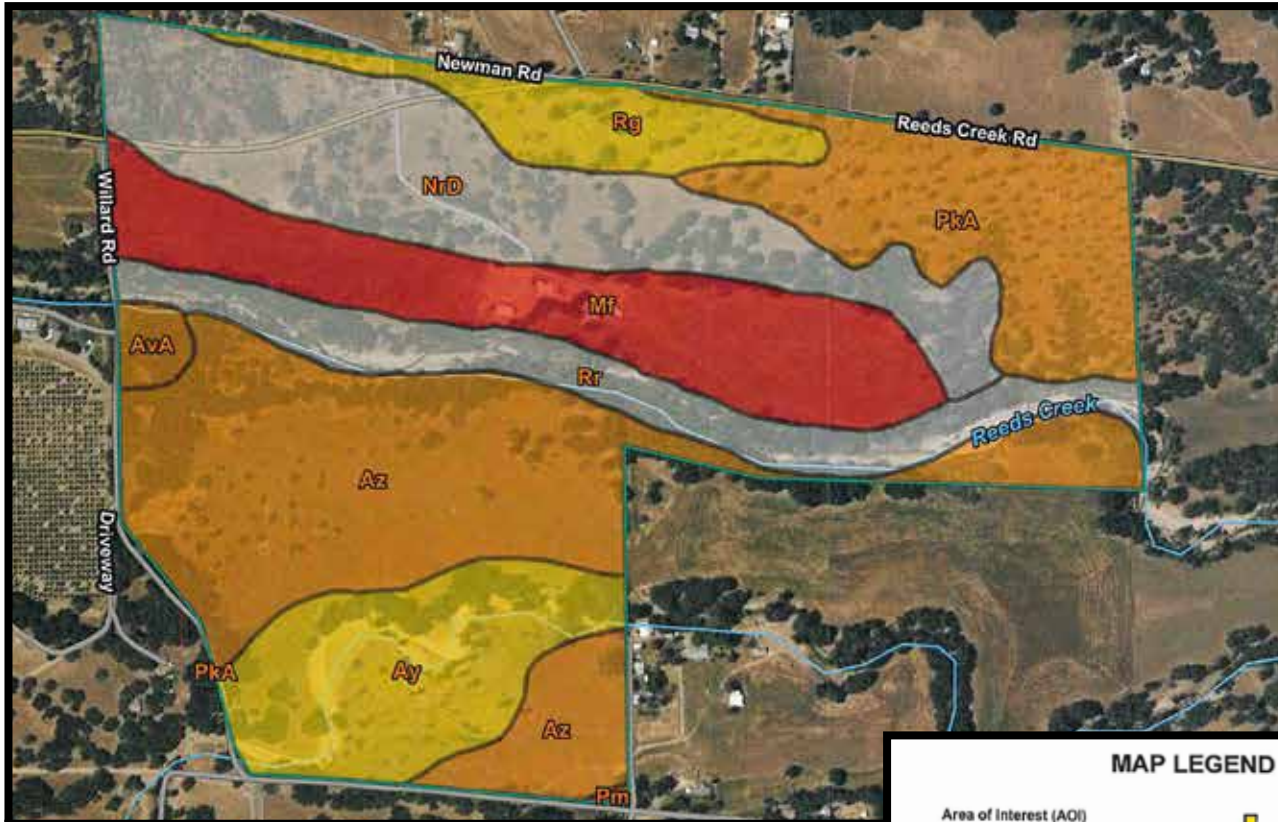 Newman Rd
Rg
Reeds Creek Rd
NrD
Willard Rd
PkA
Mf
AvA
Rr
Reeds Creek
Az
Driveway
PkA
Ay
Az
Pm
MAP LEGEND
Area of Interest (AOI)